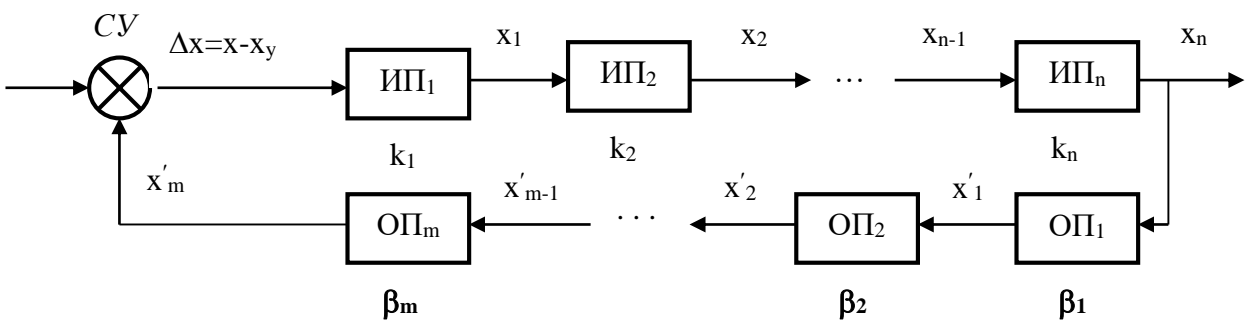 СУ
Δx=x-xy
x1
x2
xn-1
xn
ИП1
ИП2
...
ИПn
k1
k2
kn
x'm
x'm-1
x'2
x'1
ОПm
. . .
ОП2
ОП1
βm
β2
β1